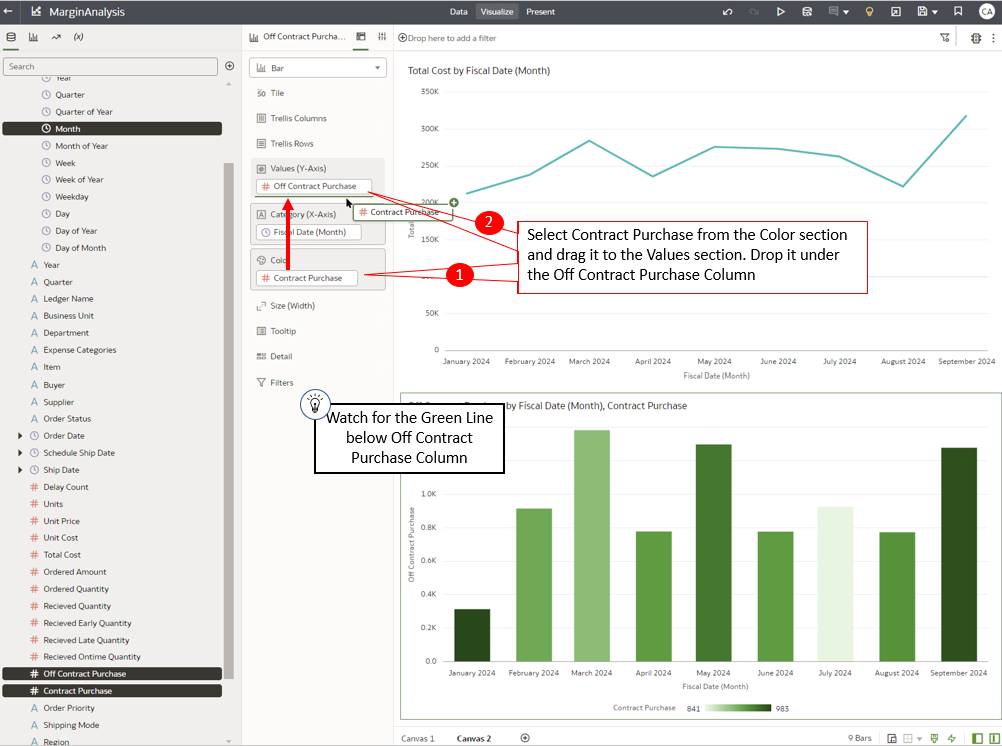 MarginAnalysis
Data Visualize Present
CA
(x)
Search
Year
Quarter
Quarter of Year
Month
Month of Year
Week
Week of Year
Weekday
Day
Day of Year
Day of Month
A Year
A Quarter
A Ledger Name
A Business Unit
A Department
A Expense Categories
A Item
A Buyer
A Supplier
A Order Status
Order Date
Schedule Ship Date
Ship Date
# Delay Count
# Units
# Unit Price
# Unit Cost
# Total Cost
# Ordered Amount
# Ordered Quantity
# Recieved Quantity
# Recieved Early Quantity
# Recieved Late Quantity
# Recieved Ontime Quantity
# Off Contract Purchase
# Contract Purchase
A Order Priority
A Shipping Mode
A Region
Off Contract Purcha...
Bar
50 Tile
Trellis Columns
Trellis Rows
# Values (Y-Axis)
# Off Contract Purchase
# Contract Purchase
A Category (X-Axis)
Fiscal Date (Month)
Color
# Contract Purchase
Size (Width)
Tooltip
Detail
Filters
Drop here to add a filter
Total Cost by Fiscal Date (Month)
350K
300K
250K
200K
150K
50K
0
January 2024 February 2024 March 2024 April 2024 May 2024 June 2024 July 2024 August 2024 September 2024
Fiscal Date (Month)
2
1
Select Contract Purchase from the Color section
and drag it to the Values section. Drop it under
the Off Contract Purchase Column
Watch for the Green Line
below Off Contract
Purchase Column
by Fiscal Date (Month), Contract Purchase
Off Contract Purchase
1.0K
0.8K
0.6K
0.4K
0.2K
0.0
January 2024 February 2024 March 2024 April 2024 May 2024 June 2024 July 2024 August 2024 September 2024
Fiscal Date (Month)
Contract Purchase 841 983
Canvas 1 Canvas 2
9 Bars